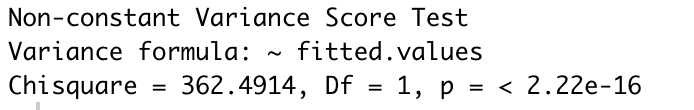 Non-constant Variance Score Test
Variance formula: ~ fitted.values
Chisquare = 362.4914, Df = 1, p = < 2.22e-16